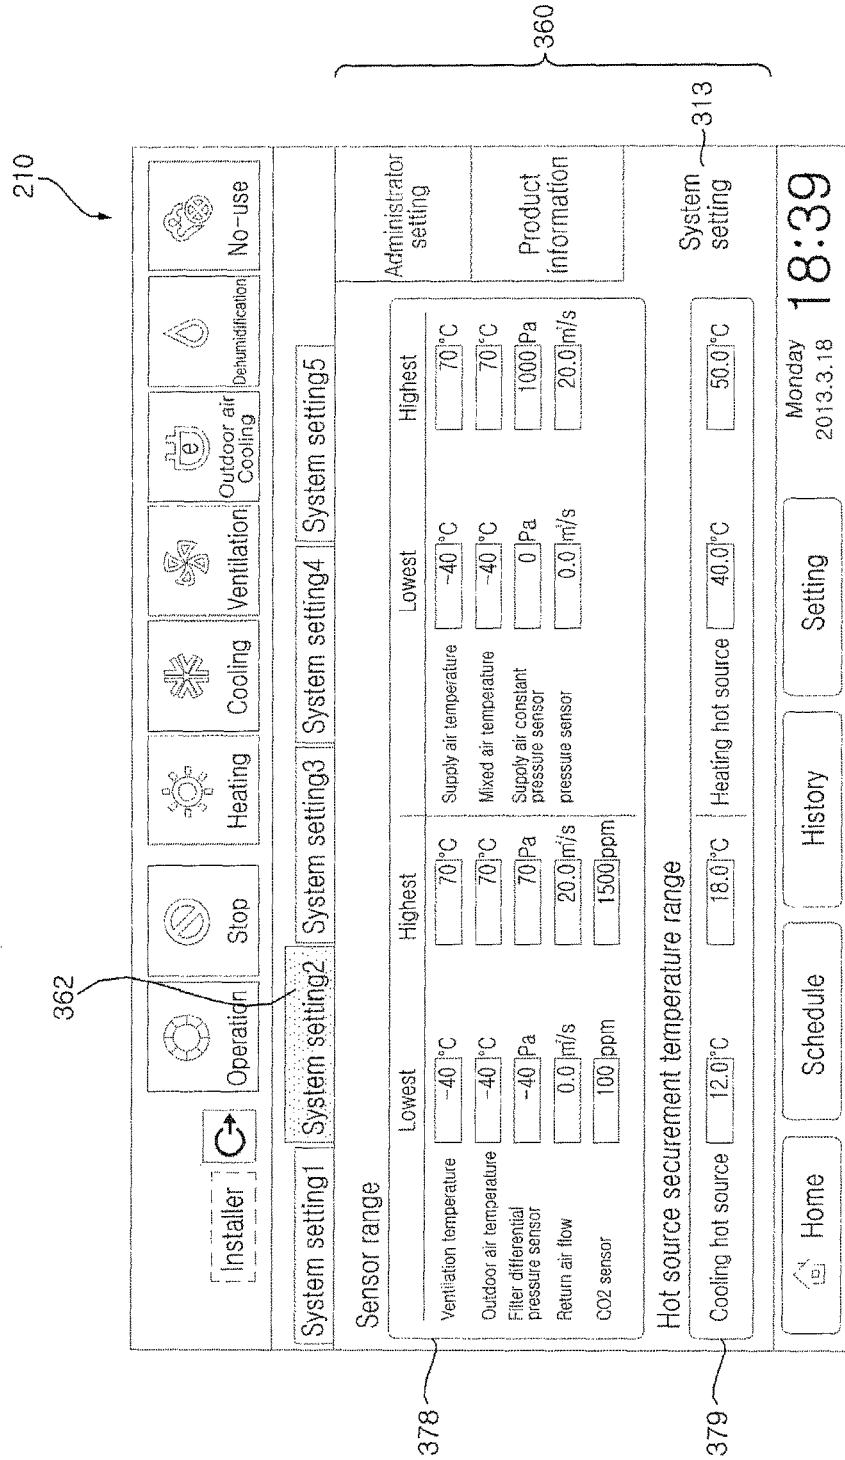 210
362
Installer
Operation
Stop
Heating
Cooling
Ventilation
Outdoor air
Cooling
Dehumidification
No-use
System setting1
System setting2
System setting3
System setting4
System setting5
Sensor range
Administrator
setting
Product
information
System
setting
313
360
378
Lowest Highest Lowest Highest
Ventilation temperature -40 °C 70 °C Supply air temperature -40 °C 70 °C
Outdoor air temperature -40 °C 70 °C Mixed air temperature -40 °C 70 °C
Filter differential
pressure sensor -40 Pa 70 Pa Supply air constant
pressure sensor 0 Pa 1000 Pa
Return air flow 0.0 m/s 20.0 m/s pressure sensor 0.0 m/s 20.0 m/s
CO2 sensor 100 ppm 1500 ppm
Hot source securement temperature range
379
Cooling hot source 12.0 °C 18.0 °C Heating hot source 40.0 °C 50.0 °C
Home
Schedule
History
Setting
Monday
2013.3.18
18:39